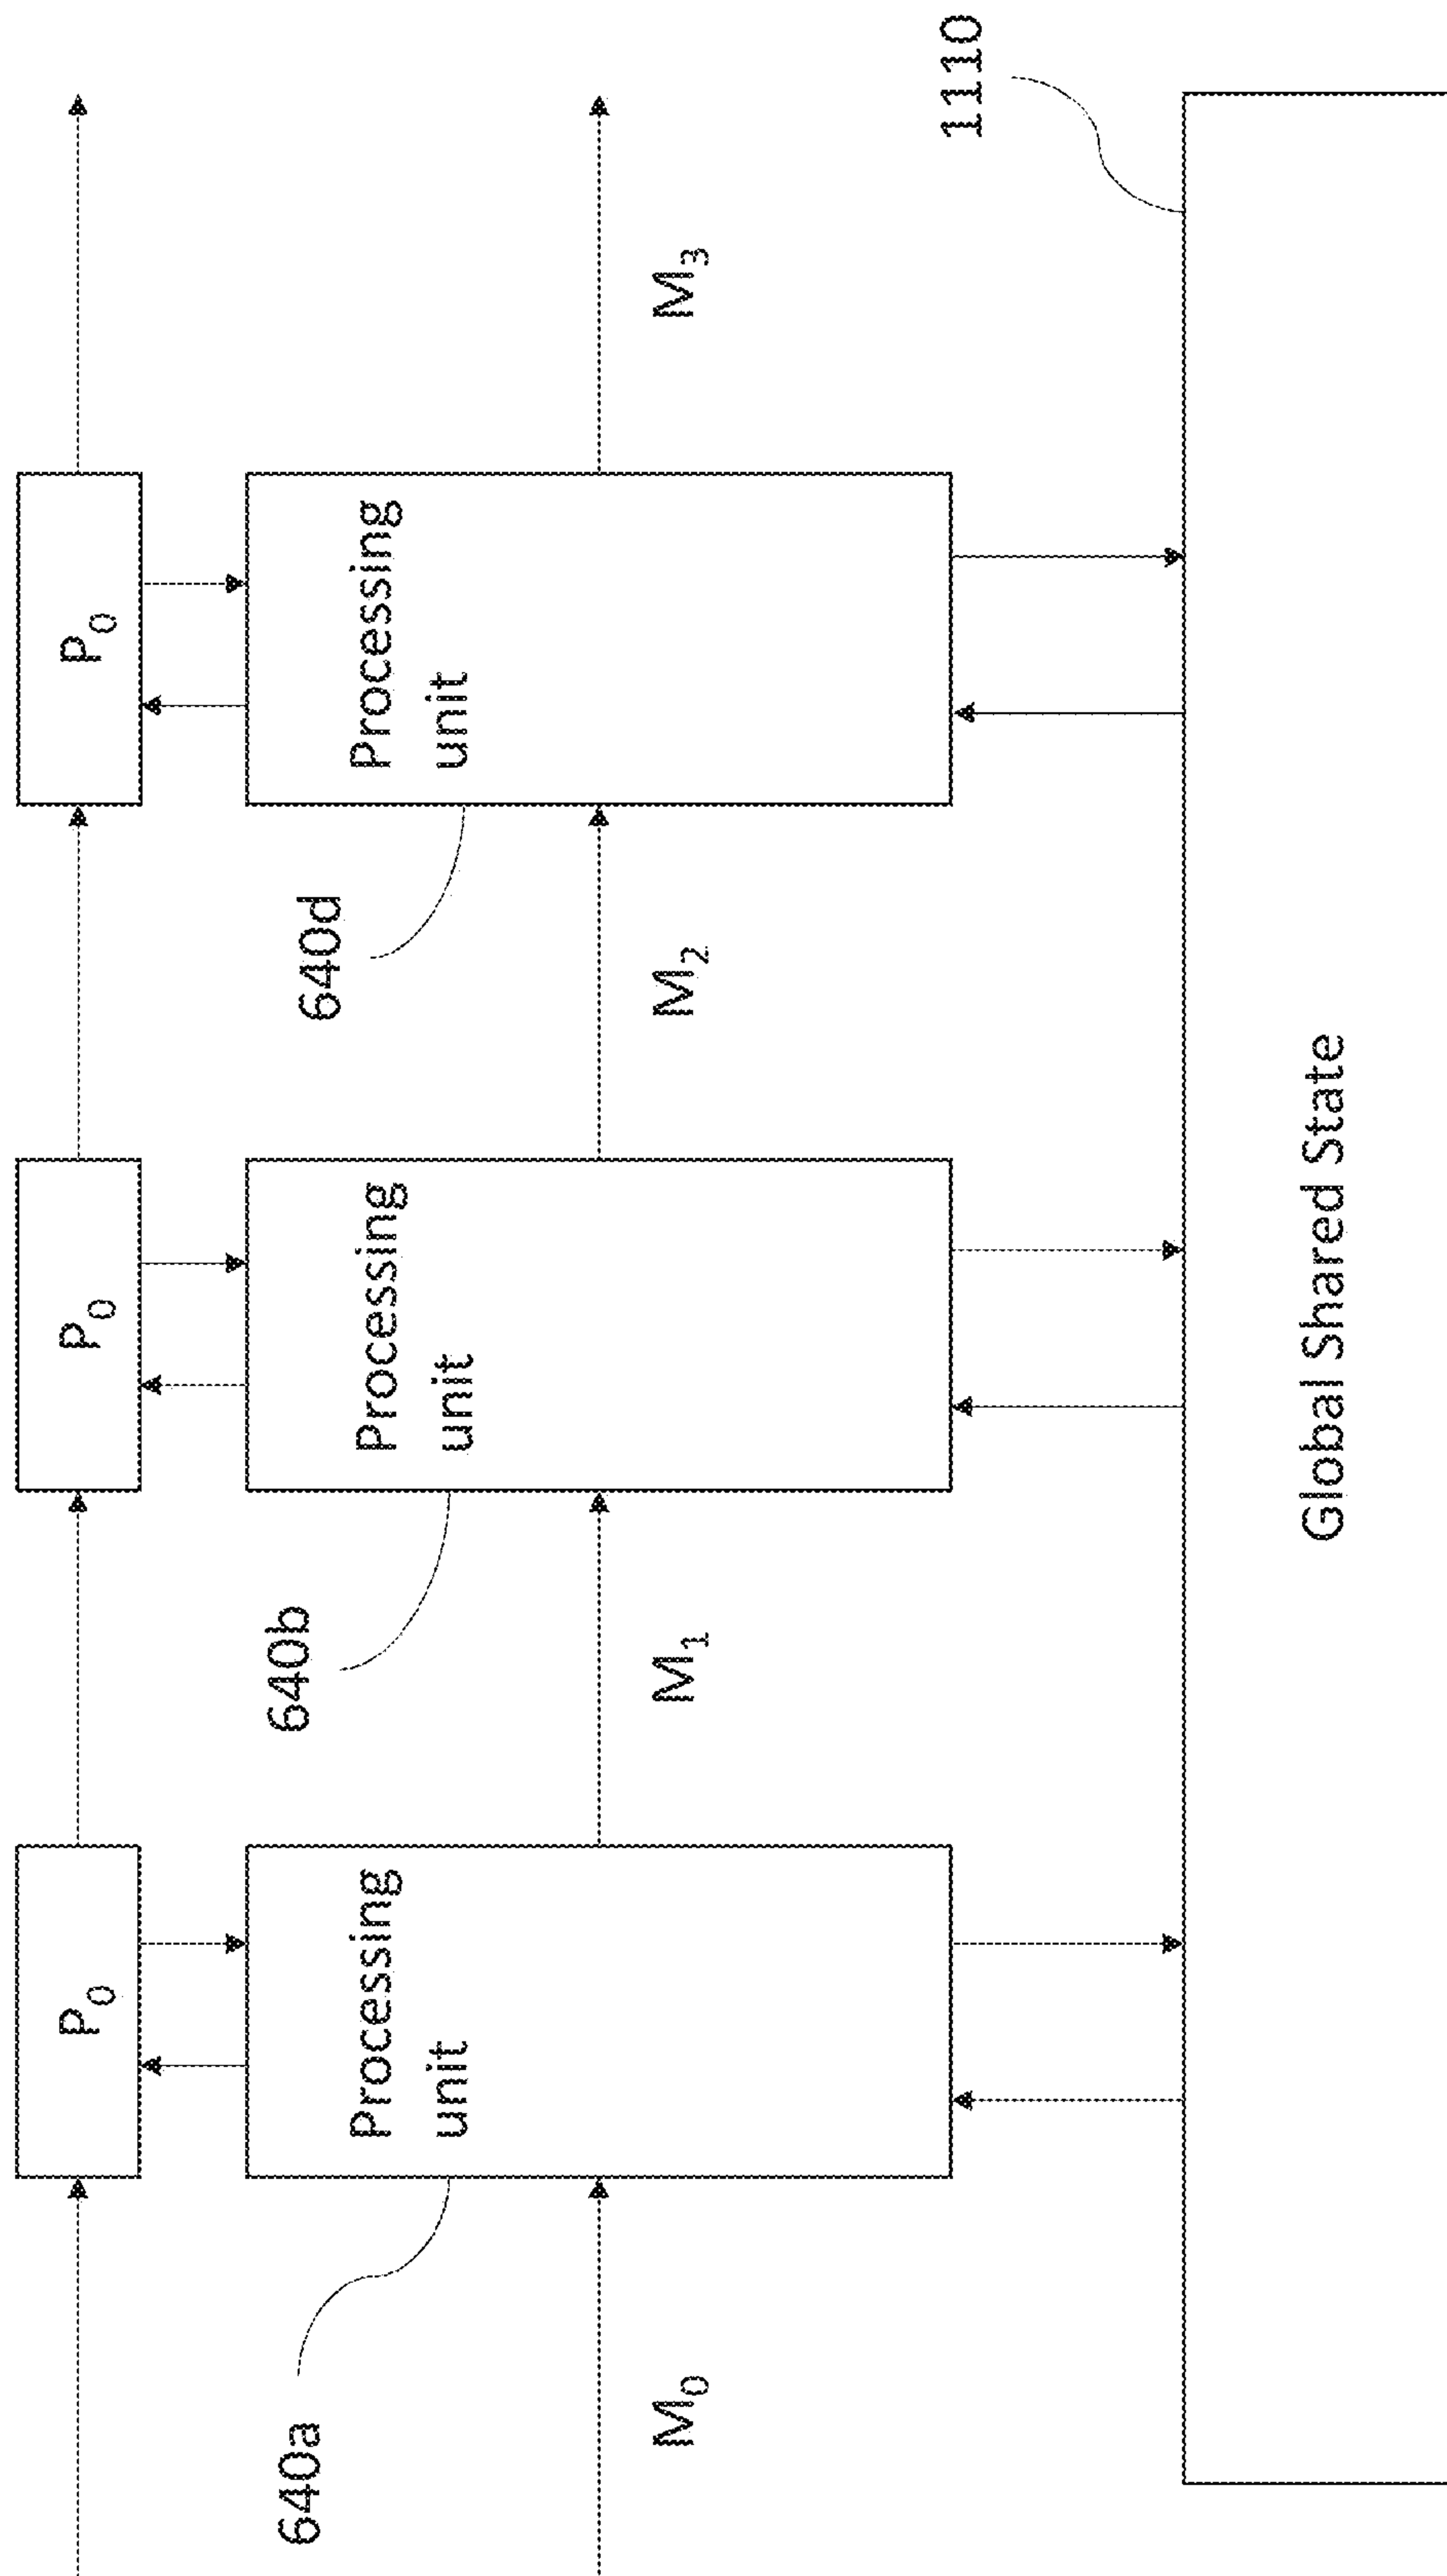 P0
P0
P0
Processing
unit
Processing
unit
Processing
unit
640a
640b
640d
M0
M1
M2
M3
1110
Global Shared State